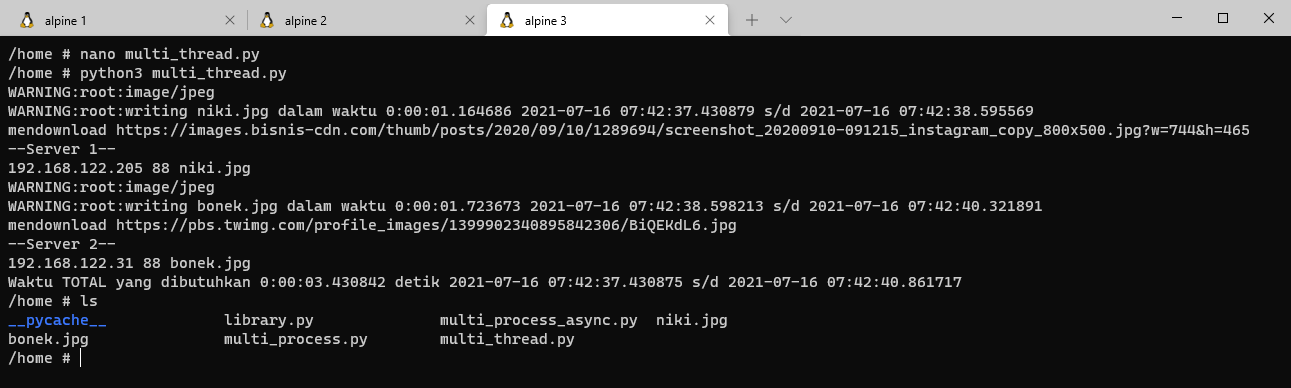 alpine 1
alpine 2
alpine 3
/home # nano multi_thread.py
/home # python3 multi_thread.py
WARNING:root:image/jpeg
WARNING:root:writing niki.jpg dalam waktu 0:00:01.164686 2021-07-16 07:42:37.430879 s/d 2021-07-16 07:42:38.595569
mendownload https://images.bisnis-cdn.com/thumb/posts/2020/09/10/1289694/screenshot_20200910-091215_instagram_copy_800x500.jpg?w=744&h=465
--Server 1--
192.168.122.205 88 niki.jpg
WARNING:root:image/jpeg
WARNING:root:writing bonek.jpg dalam waktu 0:00:01.723673 2021-07-16 07:42:38.598213 s/d 2021-07-16 07:42:40.321891
mendownload https://pbs.twimg.com/profile_images/1399902340895842306/BiQEKdL6.jpg
--Server 2--
192.168.122.31 88 bonek.jpg
Waktu TOTAL yang dibutuhkan 0:00:03.430842 detik 2021-07-16 07:42:37.430875 s/d 2021-07-16 07:42:40.861717
/home # ls
__pycache__ library.py multi_process_async.py niki.jpg
bonek.jpg multi_process.py multi_thread.py
/home #